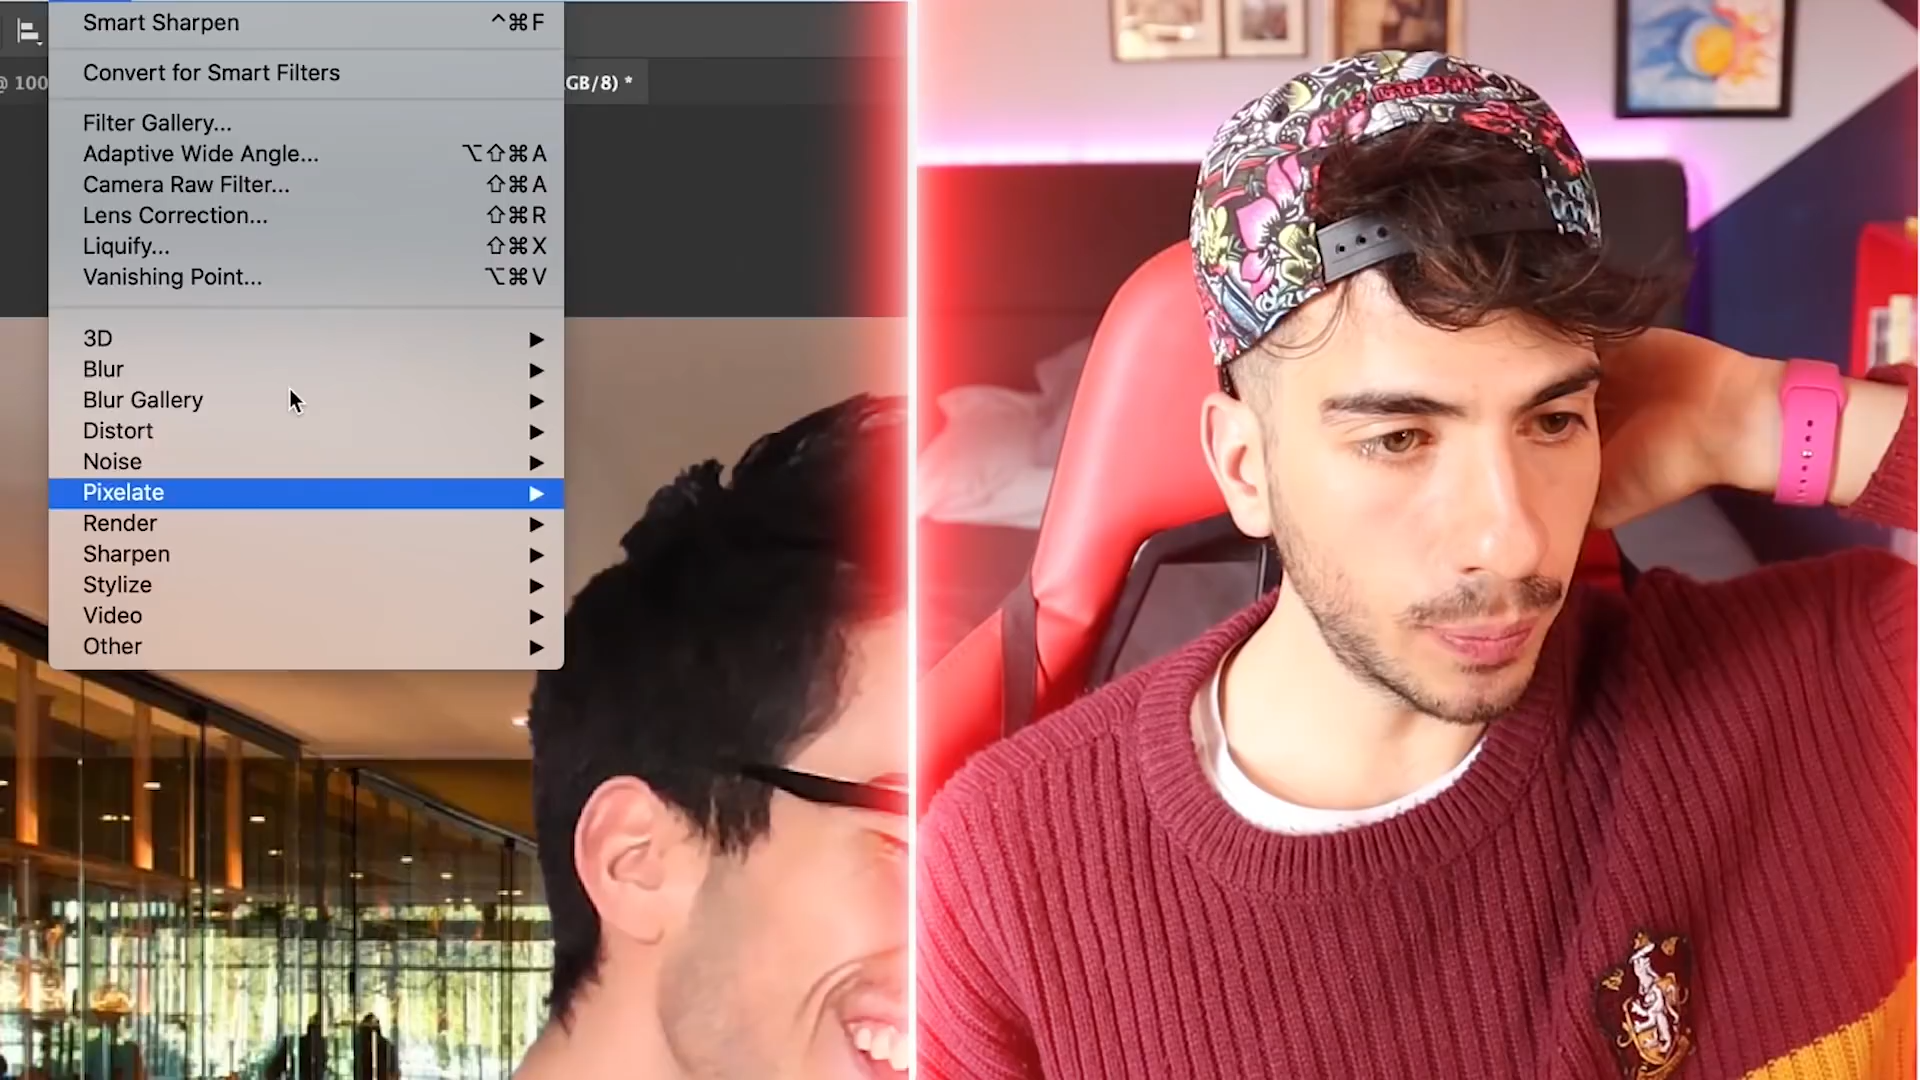 Smart Sharpen ^⌘F
Convert for Smart Filters
@ 100
GB/8) *
Filter Gallery...
Adaptive Wide Angle... ⌥⇧⌘A
Camera Raw Filter... ⇧⌘A
Lens Correction... ⇧⌘R
Liquify... ⇧⌘X
Vanishing Point... ⌥⌘V
3D
Blur
Blur Gallery
Distort
Noise
Pixelate
Render
Sharpen
Stylize
Video
Other